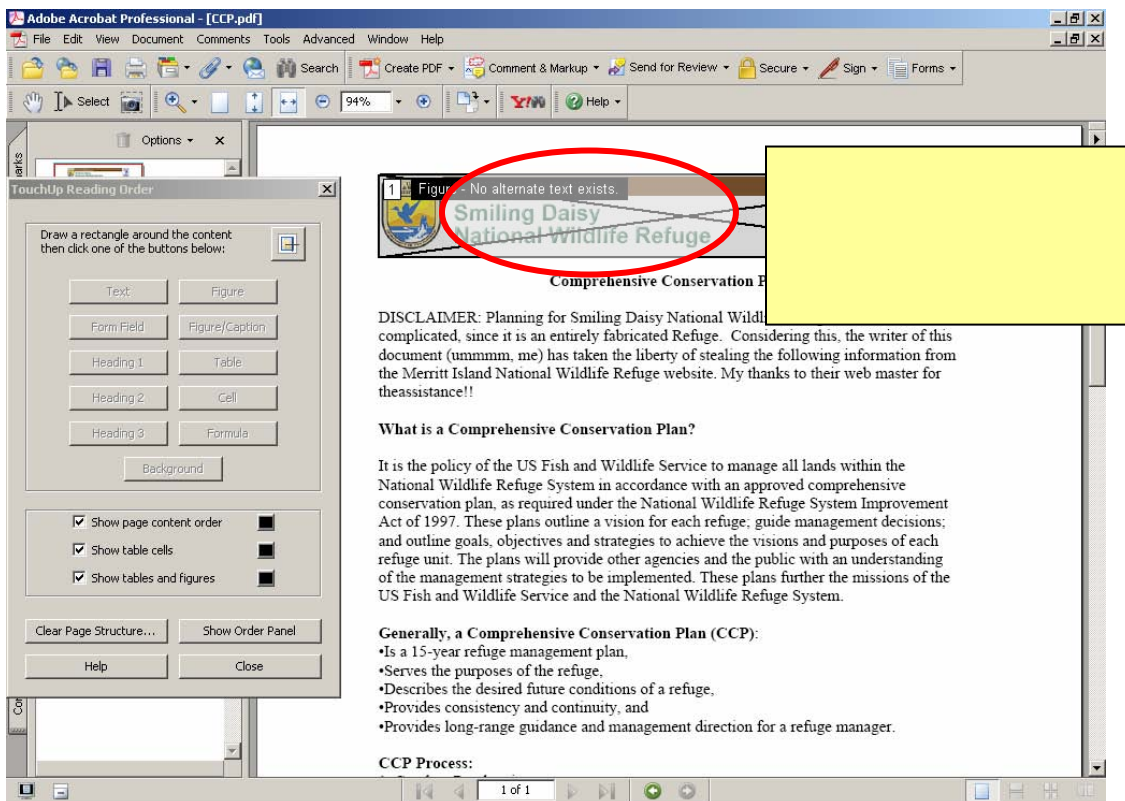 Adobe Acrobat Professional - [CCP.pdf]
File Edit View Document Comments Tools Advanced Window Help
Search Create PDF Comment & Markup Send for Review Secure Sign Forms
Select 94% Help
Options x
TouchUp Reading Order
Draw a rectangle around the content
then click one of the buttons below:
Text Figure
Form Field Figure/Caption
Heading 1 Table
Heading 2 Cell
Heading 3 Formula
Background
Show page content order
Show table cells
Show tables and figures
Clear Page Structure... Show Order Panel
Help Close
1 Figure - No alternate text exists.
Smiling Daisy
National Wildlife Refuge
Comprehensive Conservation P
DISCLAIMER: Planning for Smiling Daisy National Wildl
complicated, since it is an entirely fabricated Refuge. Considering this, the writer of this
document (ummmm, me) has taken the liberty of stealing the following information from
the Merritt Island National Wildlife Refuge website. My thanks to their web master for
theassistance!!
What is a Comprehensive Conservation Plan?
It is the policy of the US Fish and Wildlife Service to manage all lands within the
National Wildlife Refuge System in accordance with an approved comprehensive
conservation plan, as required under the National Wildlife Refuge System Improvement
Act of 1997. These plans outline a vision for each refuge; guide management decisions;
and outline goals, objectives and strategies to achieve the visions and purposes of each
refuge unit. The plans will provide other agencies and the public with an understanding
of the management strategies to be implemented. These plans further the missions of the
US Fish and Wildlife Service and the National Wildlife Refuge System.
Generally, a Comprehensive Conservation Plan (CCP):
•Is a 15-year refuge management plan,
•Serves the purposes of the refuge,
•Describes the desired future conditions of a refuge,
•Provides consistency and continuity, and
•Provides long-range guidance and management direction for a refuge manager.
CCP Process:
1 of 1